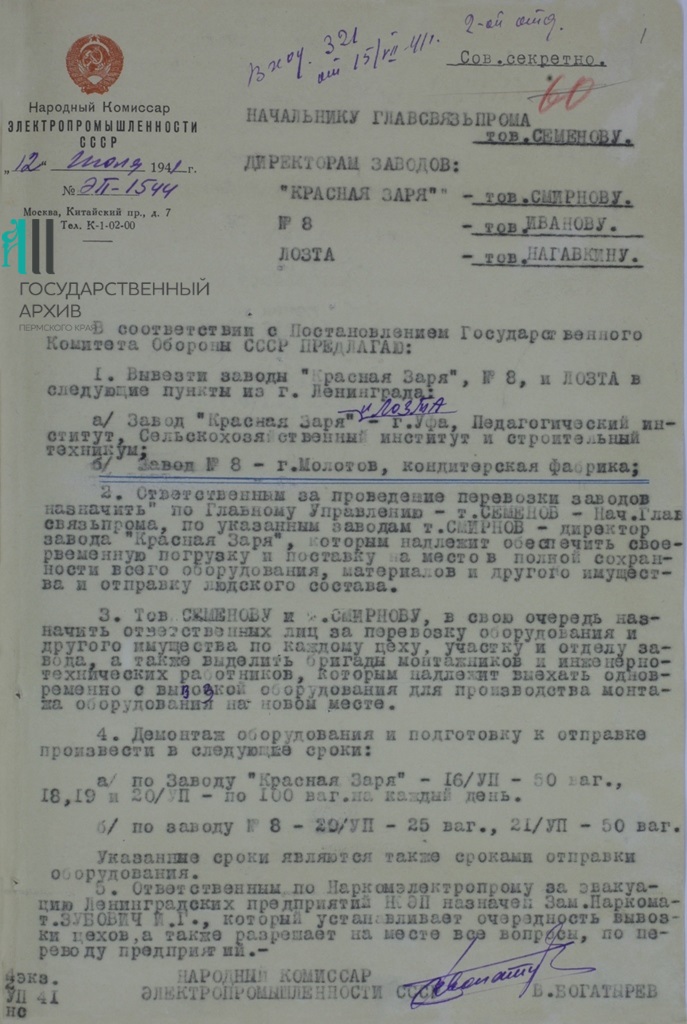 Вход. 321
от 15/VII-41г.
2-ой отд.
1
Сов.секретно.
60
Народный Комиссар
ЭЛЕКТРОПРОМЫШЛЕННОСТИ
СССР
„12" Июля 1941 г.
№ ЭП-1544
Москва, Китайский пр., д. 7
Тел. К-1-02-00
НАЧАЛЬНИКУ ГЛАВСВЯЗЬПРОМА
тов.СЕМЕНОВУ.
ДИРЕКТОРАМ ЗАВОДОВ:
"КРАСНАЯ ЗАРЯ" - тов.СМИРНОВУ.
№ 8 - тов.ИВАНОВУ.
ЛОЗТА - тов.НАГАВКИНУ.
ГОСУДАРСТВЕННЫЙ
АРХИВ
ПЕРМСКОГО КРАЯ
В соответствии с Постановлением Государственного
Комитета Обороны СССР ПРЕДЛАГАЮ:
1. Вывезти заводы "Красная Заря", № 8, и ЛОЗТА в
следующие пункты из г. Ленинграда:
и ЛОЗТА
а/ Завод "Красная Заря" - г.Уфа, Педагогический ин-
ститут, Сельскохозяйственный институт и строительный
техникум;
б/ Завод № 8 - г.Молотов, кондитерская фабрика;
2. Ответственным за проведение перевозки заводов
назначить" по Главному Управлению - т.СЕМЕНОВ - Нач.Глав
связьпрома, по указанным заводам т.СМИРНОВ - директор
завода "Красная Заря", которым надлежит обеспечить свое-
рвеменную погрузку и поставку на место в полной сохран-
ности всего оборудования, материалов и другого имущест-
ва и отправку людского состава.
3. Тов.СЕМЕНОВУ и т.СМИРНОВУ, в свою очередь наз-
начить ответственных лиц за перевозку оборудования и
другого имущества по каждому цеху, участку и отделу за-
вода, а также выделить бригады монтажников и инженерно-
технических работников, которым надлежит выехать однов-
ременно с вывозкой оборудования для производства монта-
жа оборудования на новом месте.
4. Демонтаж оборудования и подготовку к отправке
произвести в следующие сроки:
а/ по Заводу "Красная Заря" - 16/УП - 50 ваг.,
18,19 и 20/УП - по 100 ваг.на каждый день.
б/ по заводу № 8 - 20/УП - 25 ваг., 21/УП - 50 ваг.
Указанные сроки являются также сроками отправки
оборудования.
5. Ответственным по Наркомэлектропрому за эвакуа-
цию Ленинградских предприятий НКЭП назначен Зам.Наркома-
т.ЗУБОВИЧ И.Г., который устанавливает очередность вывоз-
ки цехов,а также разрешает на месте все вопросы, по пе-
реводу предприятий.-
4экз.
УП 41
нс
НАРОДНЫЙ КОМИССАР
ЭЛЕКТРОПРОМЫШЛЕННОСТИ СССР В.БОГАТЫРЕВ